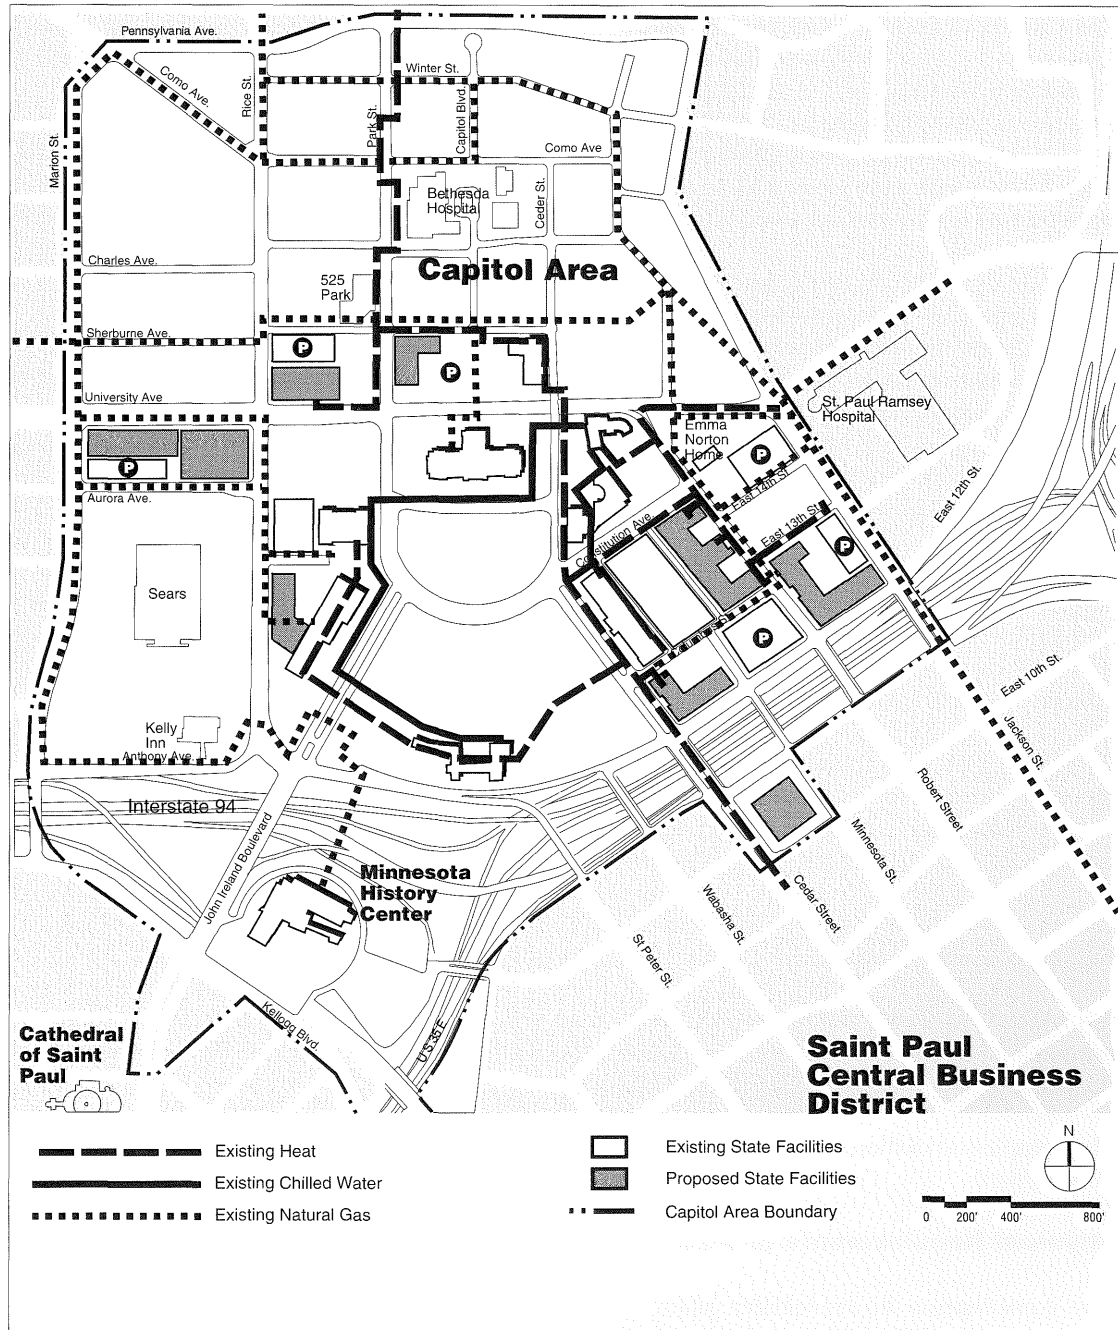 Pennsylvania Ave.
Winter St.
Como Ave.
Rice St.
Park St.
Capitol Blvd.
Marion St.
Como Ave
Bethesda
Hospital
Ceder St.
Charles Ave.
Capitol Area
525
Park
Sherburne Ave.
P
P
University Ave
St. Paul Ramsey
Hospital
Emma
Norton
Home
P
P
East 14th St.
East 12th St.
Aurora Ave.
East 13th St.
Constitution Ave.
P
Sears
P
East 10th St.
Kelly
Inn
Anthony Ave.
Jackson St.
Interstate 94
Robert Street
Minnesota St.
John Ireland Boulevard
Minnesota
History
Center
Cedar Street
Wabasha St.
St Peter St.
Kellogg Blvd.
U S 35 E
Cathedral
of Saint
Paul
Saint Paul
Central Business
District
Existing Heat
Existing Chilled Water
Existing Natural Gas
Existing State Facilities
Proposed State Facilities
Capitol Area Boundary
N
0 200' 400' 800'